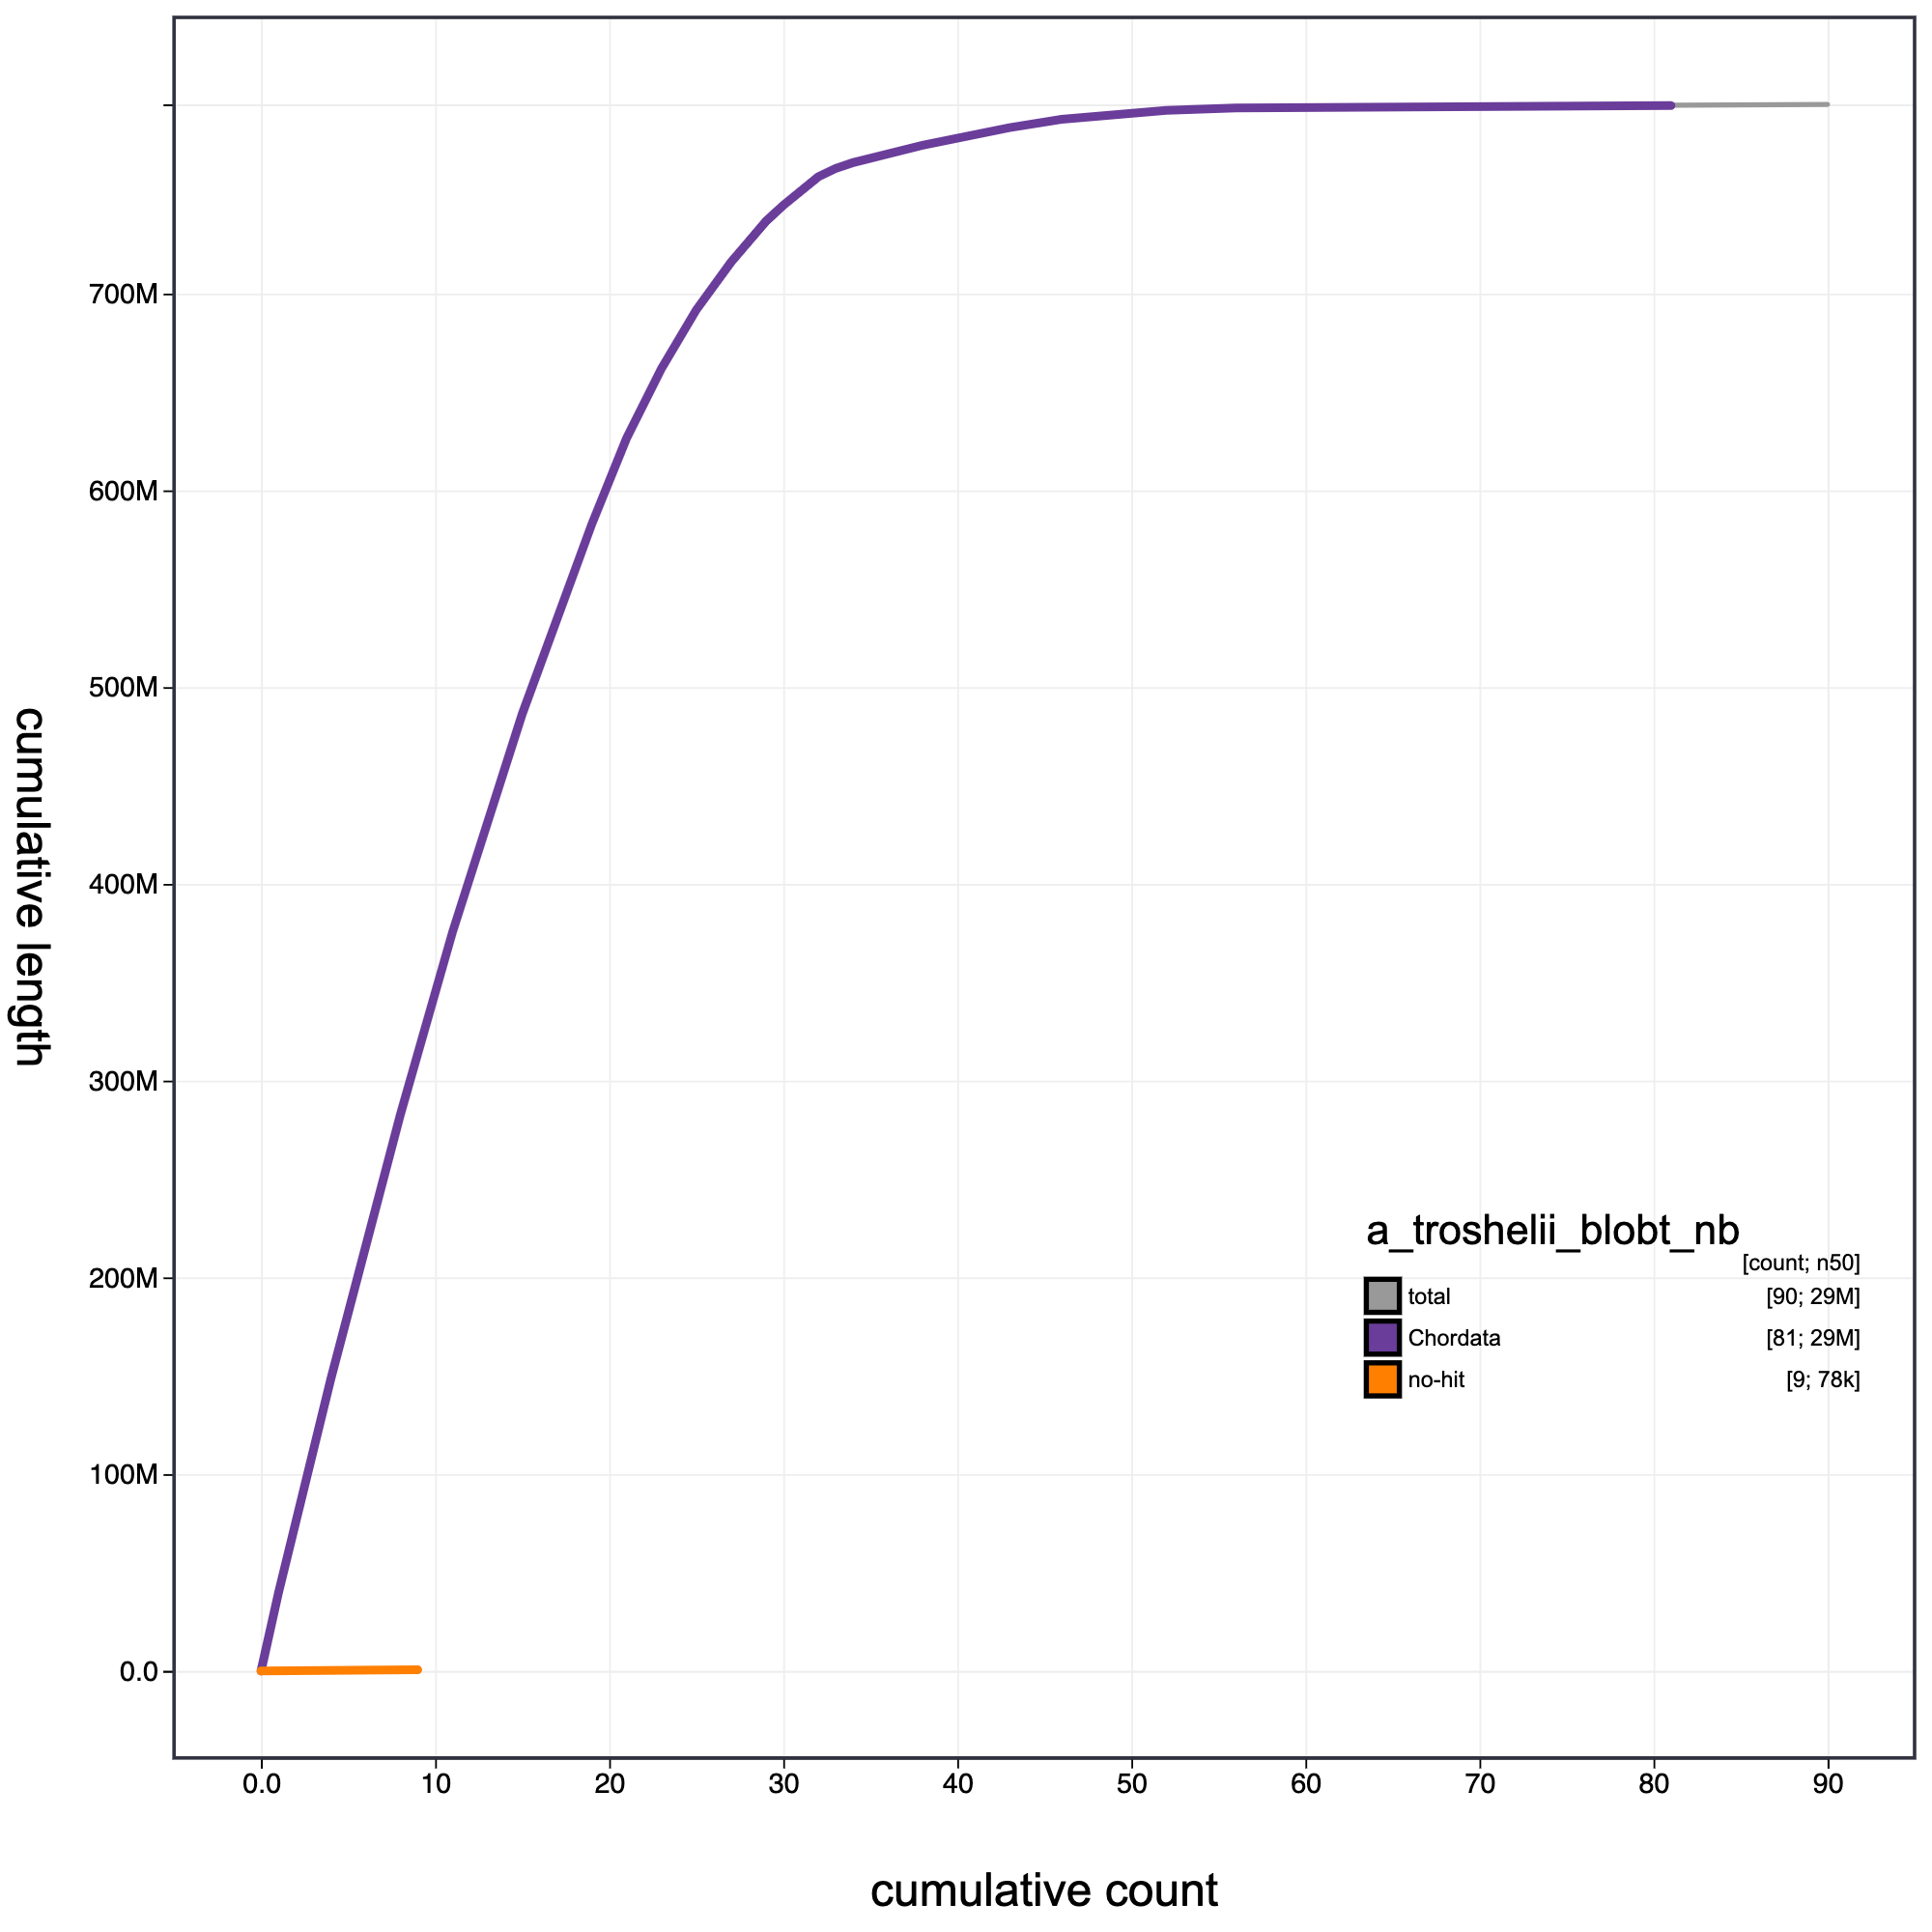 700M
600M
500M
400M
300M
200M
100M
0.0
cumulative length
a_troshelii_blobt_nb
[count; n50]
total [90; 29M]
Chordata [81; 29M]
no-hit [9; 78k]
0.0 10 20 30 40 50 60 70 80 90
cumulative count